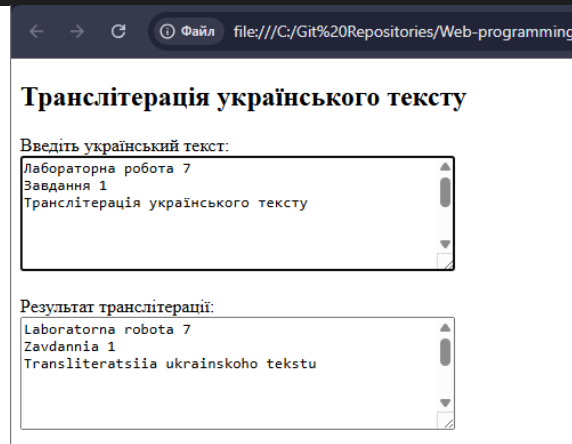 Файл file:///C:/Git%20Repositories/Web-programming
Транслітерація українського тексту
Введіть український текст:
Лабораторна робота 7
Завдання 1
Транслітерація українського тексту
Результат транслітерації:
Laboratorna robota 7
Zavdannia 1
Transliteratsiia ukrainskoho tekstu